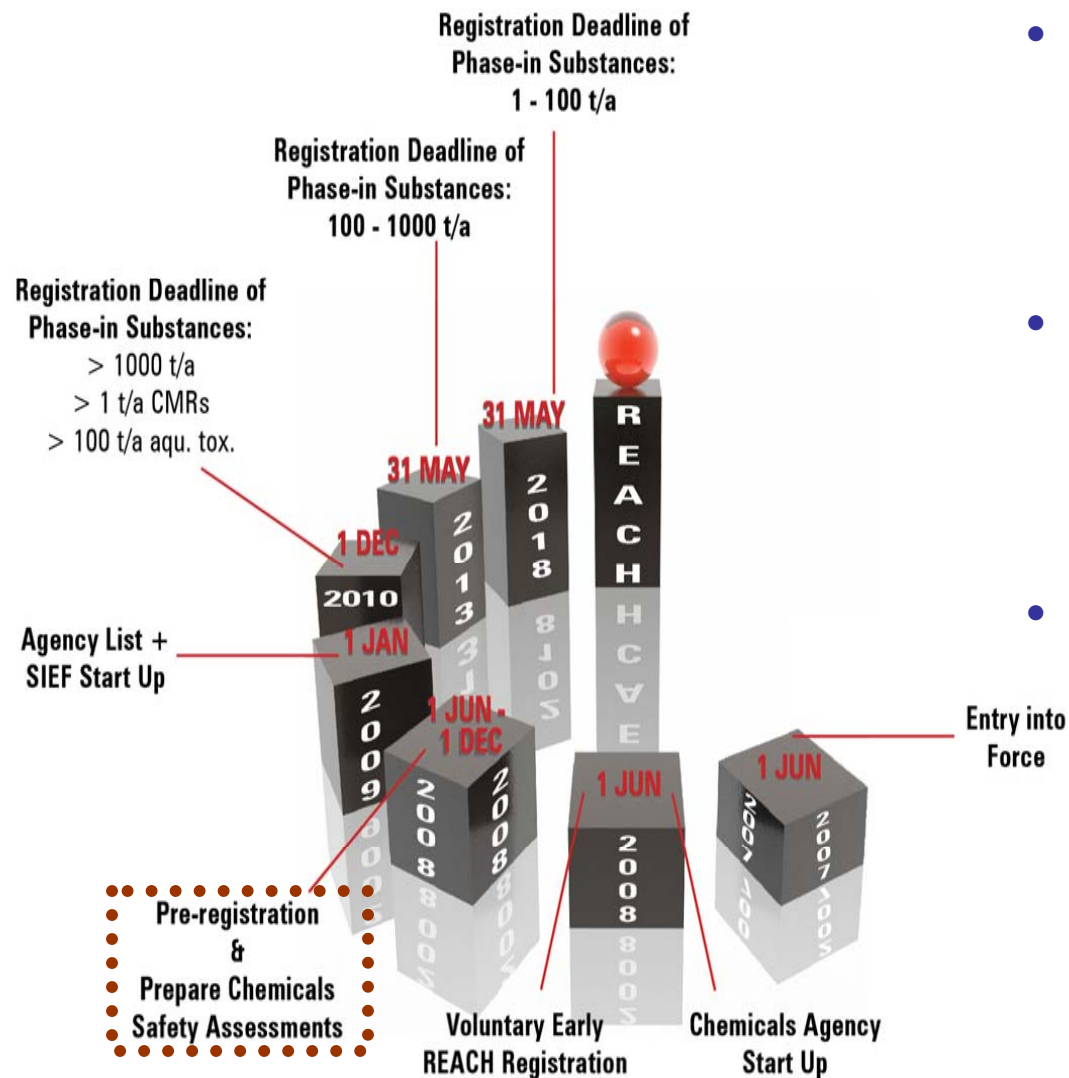 Registration Deadline of
Phase-in Substances:
1 - 100 t/a
Registration Deadline of
Phase-in Substances:
100 - 1000 t/a
Registration Deadline of
Phase-in Substances:
> 1000 t/a
> 1 t/a CMRs
> 100 t/a aqu. tox.
REACH
31 MAY
2018
31 MAY
2013
1 DEC
2010
Agency List +
SIEF Start Up
1 JAN
2009
1 JUN -
1 DEC
2008
2008
1 JUN
2008
1 JUN
2007
2007
Entry into
Force
Pre-registration
&
Prepare Chemicals
Safety Assessments
Voluntary Early
REACH Registration
Chemicals Agency
Start Up